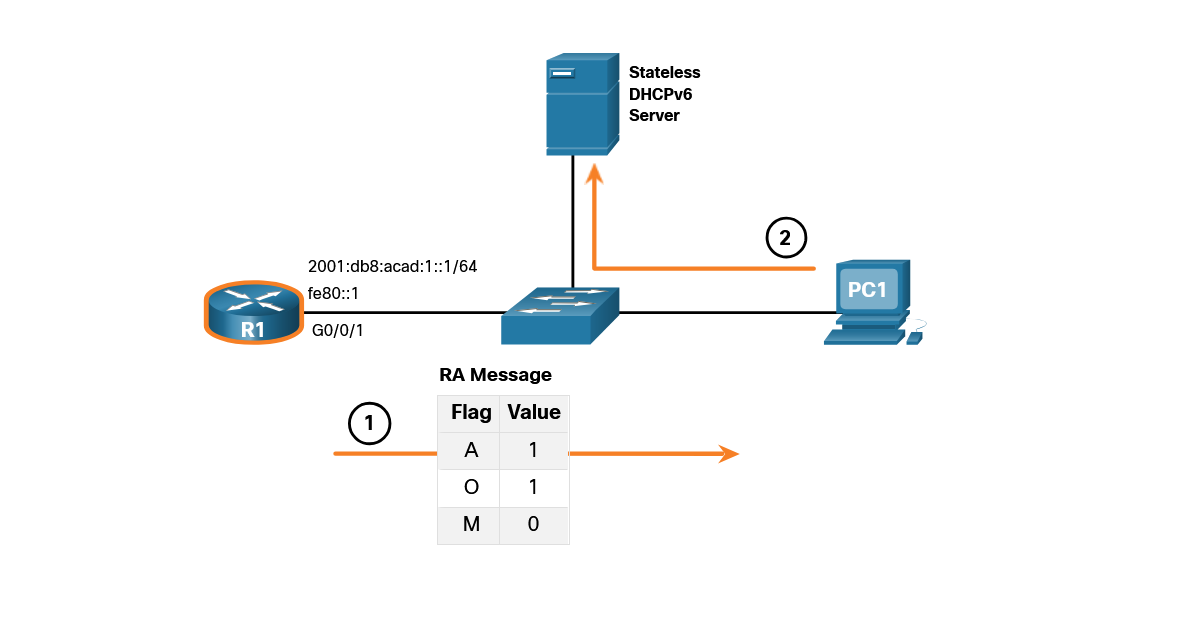 Stateless
DHCPv6
Server
2
2001:db8:acad:1::1/64
fe80::1
R1
G0/0/1
PC1
RA Message
1
Flag Value
A 1
O 1
M 0